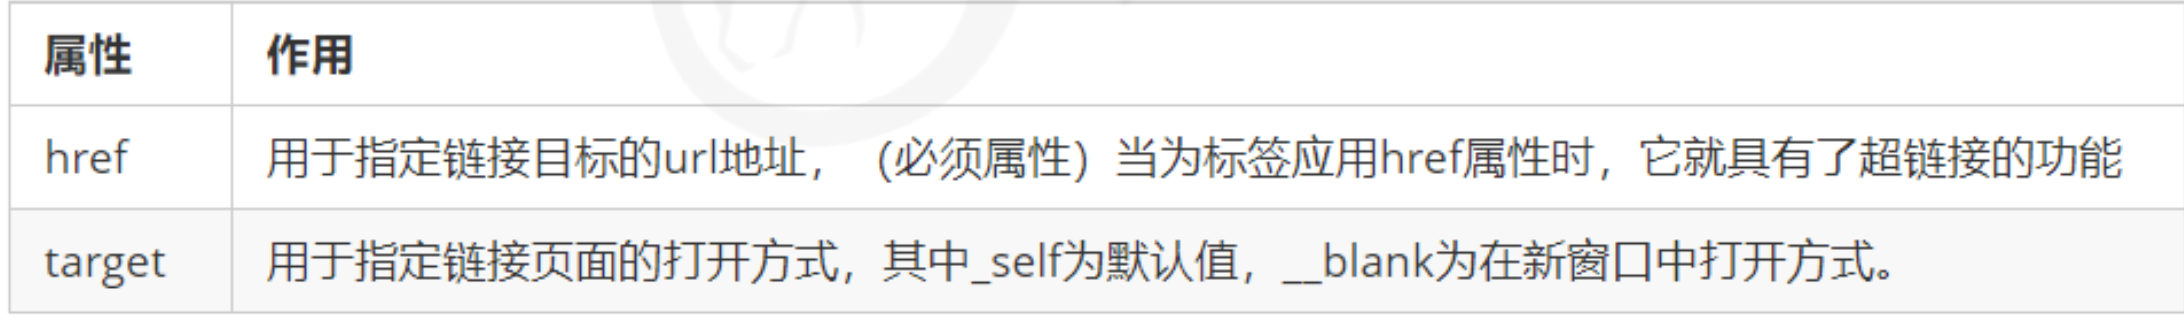 属性 作用
href 用于指定链接目标的url地址， （必须属性）当为标签应用href属性时，它就具有了超链接的功能
target 用于指定链接页面的打开方式，其中_self为默认值，__blank为在新窗口中打开方式。